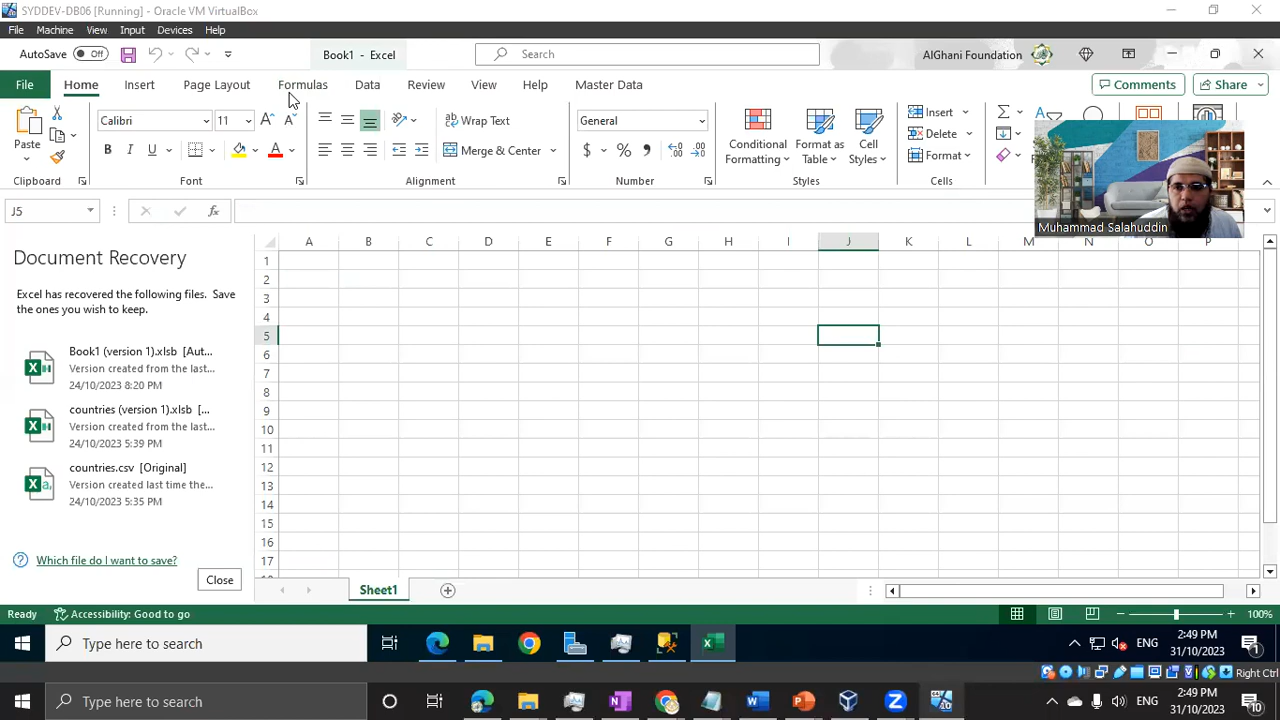 SYDDEV-DB06 [Running] - Oracle VM VirtualBox
File Machine View Input Devices Help
AutoSave Off Book1 - Excel Search AlGhani Foundation
File Home Insert Page Layout Formulas Data Review View Help Master Data Comments Share
Paste Calibri 11 Wrap Text General Conditional Formatting Format as Table Cell Styles Insert
B I U Merge & Center $ % Delete
Format
Clipboard Font Alignment Number Styles Cells
J5 fx
Muhammad Salahuddin
A B C D E F G H I J K L M N O P
Document Recovery
Excel has recovered the following files. Save
the ones you wish to keep.
Book1 (version 1).xlsb [Aut...
Version created from the last...
24/10/2023 8:20 PM
countries (version 1).xlsb [...
Version created from the last...
24/10/2023 5:39 PM
countries.csv [Original]
Version created last time the...
24/10/2023 5:35 PM
Which file do I want to save?
Close
1
2
3
4
5
6
7
8
9
10
11
12
13
14
15
16
17
Sheet1
Ready Accessibility: Good to go 100%
Type here to search ENG 2:49 PM
31/10/2023 1
Right Ctrl
Type here to search ENG 2:49 PM
31/10/2023 10